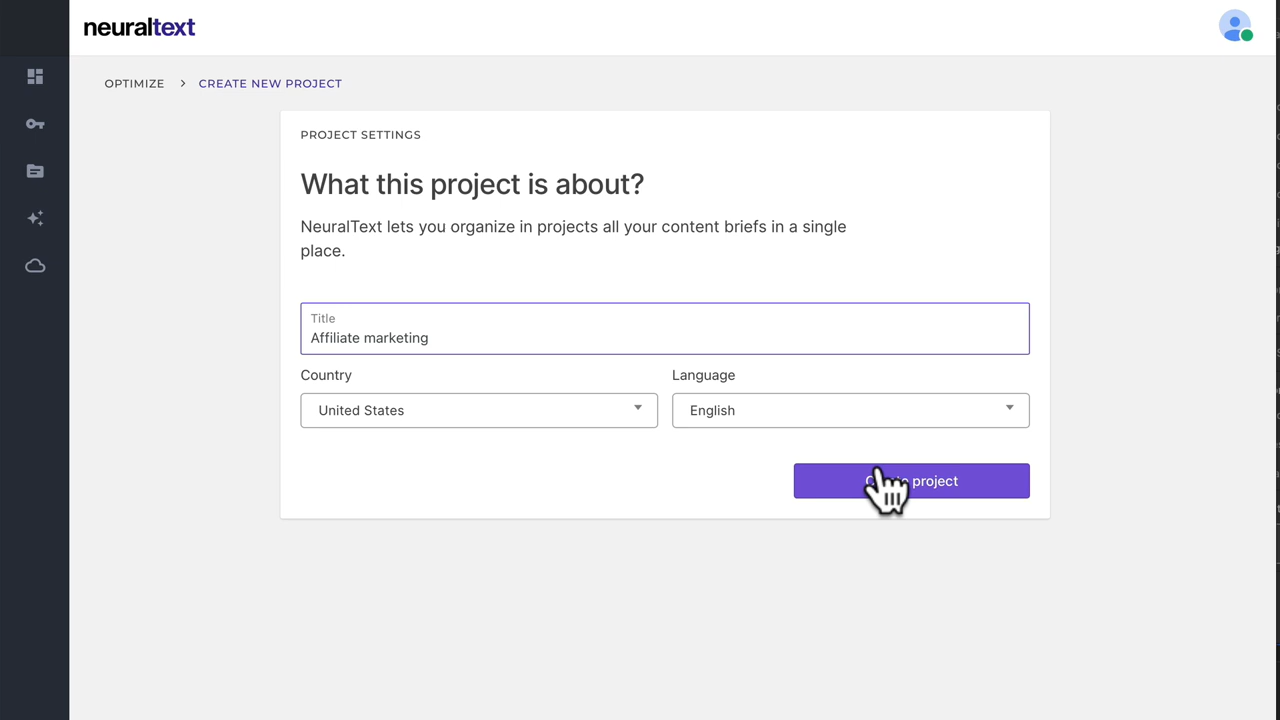 neuraltext
OPTIMIZE > CREATE NEW PROJECT
PROJECT SETTINGS
What this project is about?
NeuralText lets you organize in projects all your content briefs in a single
place.
Title
Affiliate marketing
Country
Language
United States
English
project